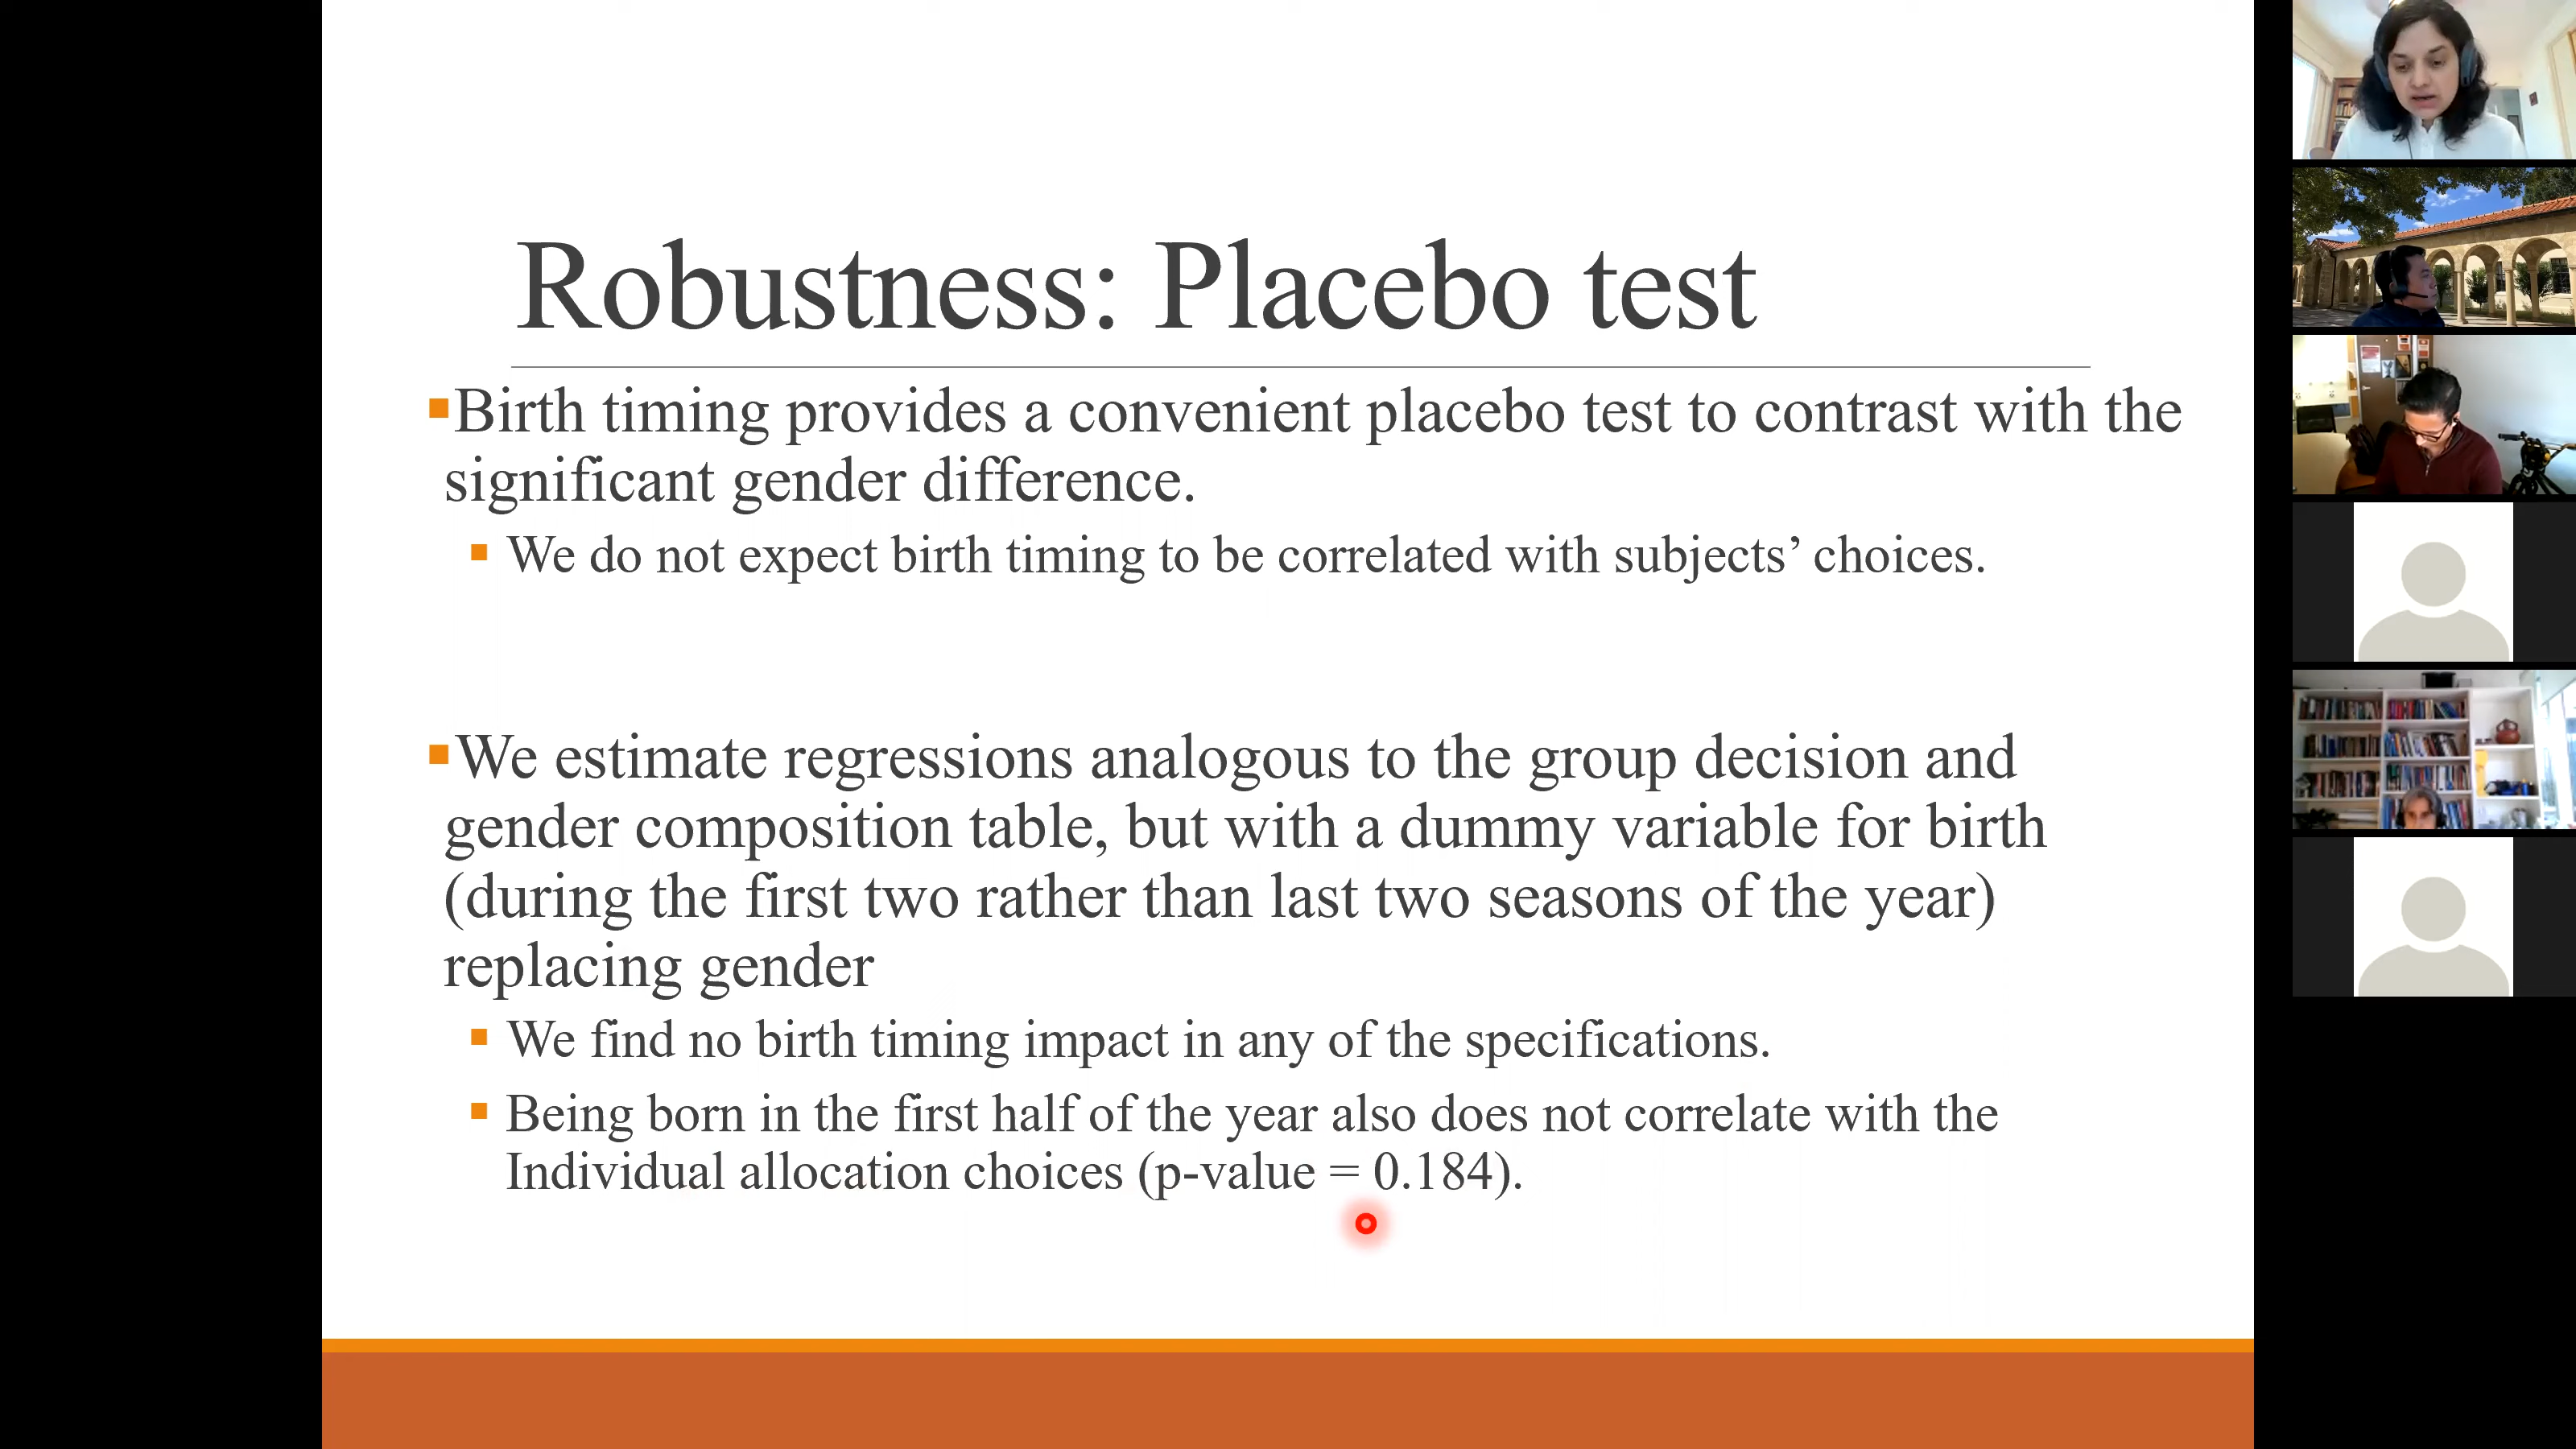 Robustness: Placebo test
Birth timing provides a convenient placebo test to contrast with the
significant gender difference.
We do not expect birth timing to be correlated with subjects’ choices.
We estimate regressions analogous to the group decision and
gender composition table, but with a dummy variable for birth
(during the first two rather than last two seasons of the year)
replacing gender
We find no birth timing impact in any of the specifications.
Being born in the first half of the year also does not correlate with the
Individual allocation choices (p-value = 0.184).